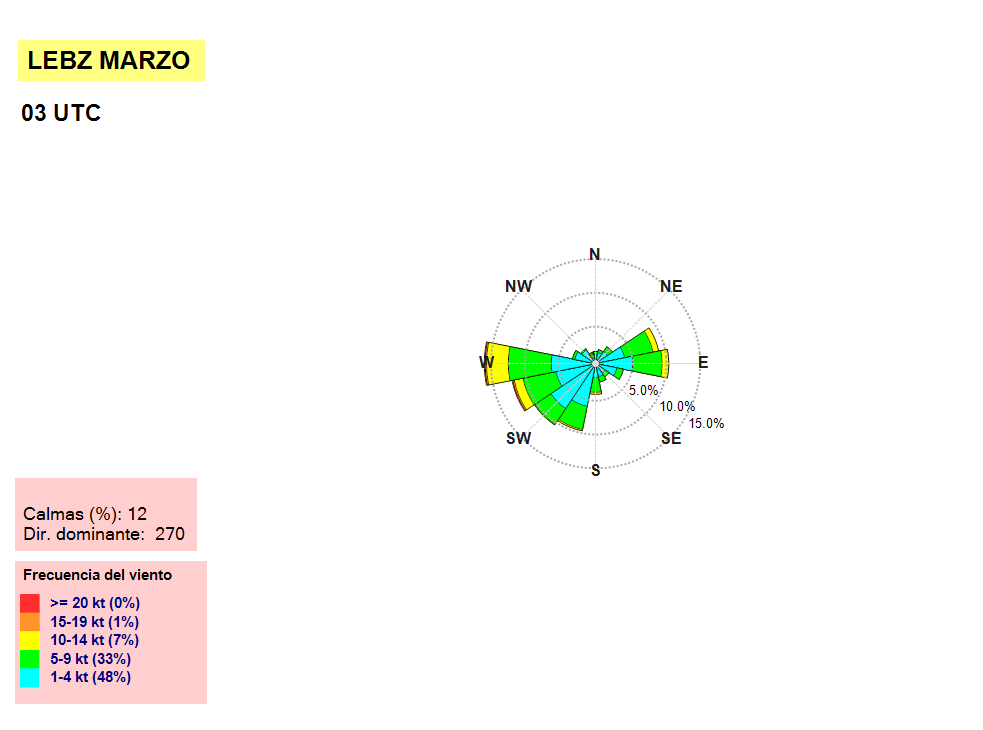 LEBZ MARZO
03 UTC
N
NW
NE
W
E
5.0%
10.0%
15.0%
SW
SE
S
Calmas (%): 12
Dir. dominante: 270
Frecuencia del viento
>= 20 kt (0%)
15-19 kt (1%)
10-14 kt (7%)
5-9 kt (33%)
1-4 kt (48%)